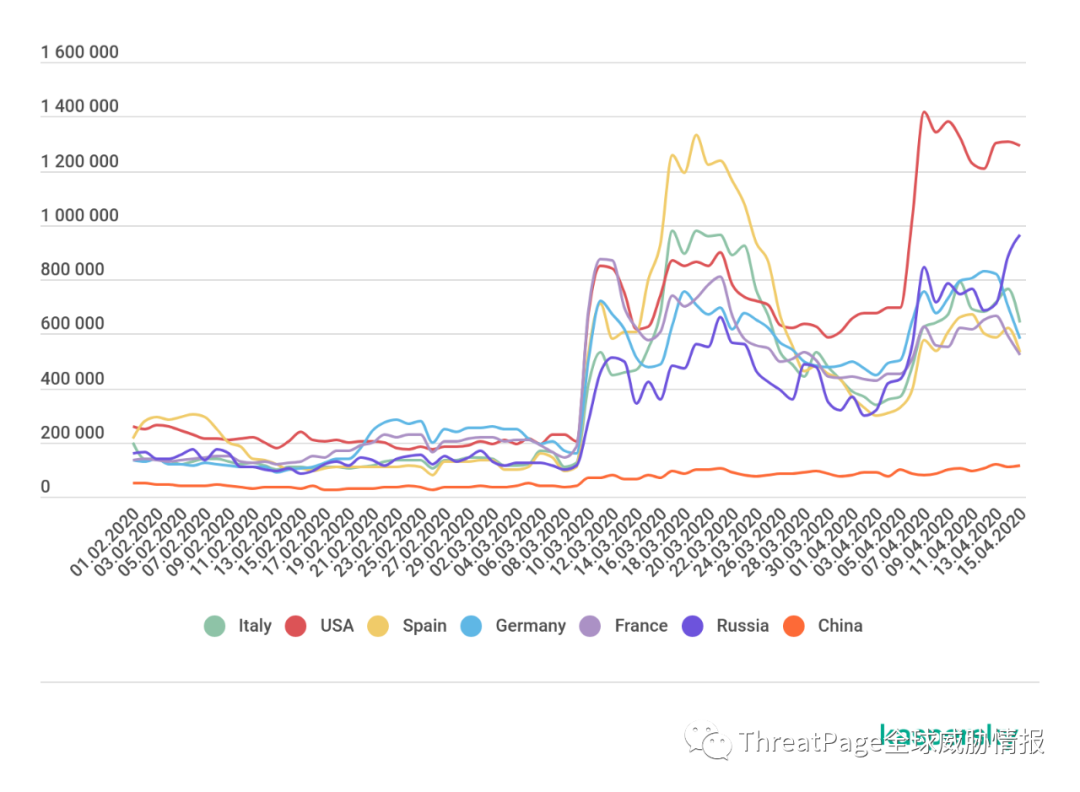 1 600 000
1 400 000
1 200 000
1 000 000
800 000
600 000
400 000
200 000
0
01.02.2020 03.02.2020 05.02.2020 07.02.2020 09.02.2020 11.02.2020 13.02.2020 15.02.2020 17.02.2020 19.02.2020 21.02.2020 23.02.2020 25.02.2020 27.02.2020 29.02.2020 02.03.2020 04.03.2020 06.03.2020 08.03.2020 10.03.2020 12.03.2020 14.03.2020 16.03.2020 18.03.2020 20.03.2020 22.03.2020 24.03.2020 26.03.2020 28.03.2020 30.03.2020 01.04.2020 03.04.2020 05.04.2020 07.04.2020 09.04.2020 11.04.2020 13.04.2020 15.04.2020
Italy USA Spain Germany France Russia China
kaspersky
ThreatPage全球威胁情报